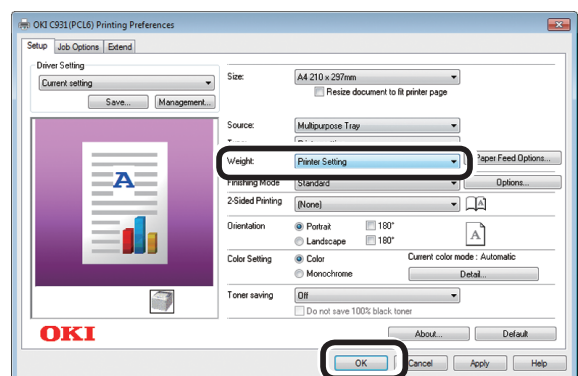 OKI C931(PCL6) Printing Preferences
Setup Job Options Extend
Driver Setting
Current setting
Save... Management...
Size: A4 210 x 297mm
Resize document to fit printer page
Source: Multipurpose Tray
Weight: Printer Setting Paper Feed Options...
Finishing Mode Standard Options...
2-Sided Printing (None)
A
Orientation Portrait 180°
Landscape 180°
A
Color Setting Color Current color mode : Automatic
Monochrome Detail...
Toner saving Off
Do not save 100% black toner
A
OKI
About... Default
OK Cancel Apply Help